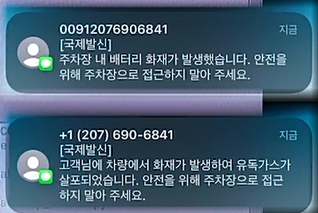 00912076906841
지금
[국제발신]
주차장 내 배터리 화재가 발생했습니다. 안전을
위해 주차장으로 접근하지 말아 주세요.
+1 (207) 690-6841
지금
[국제발신]
고객님에 차량에서 화재가 발생하여 유독가스가
살포되었습니다. 안전을 위해 주차장으로 접근
하지 말아 주세요.